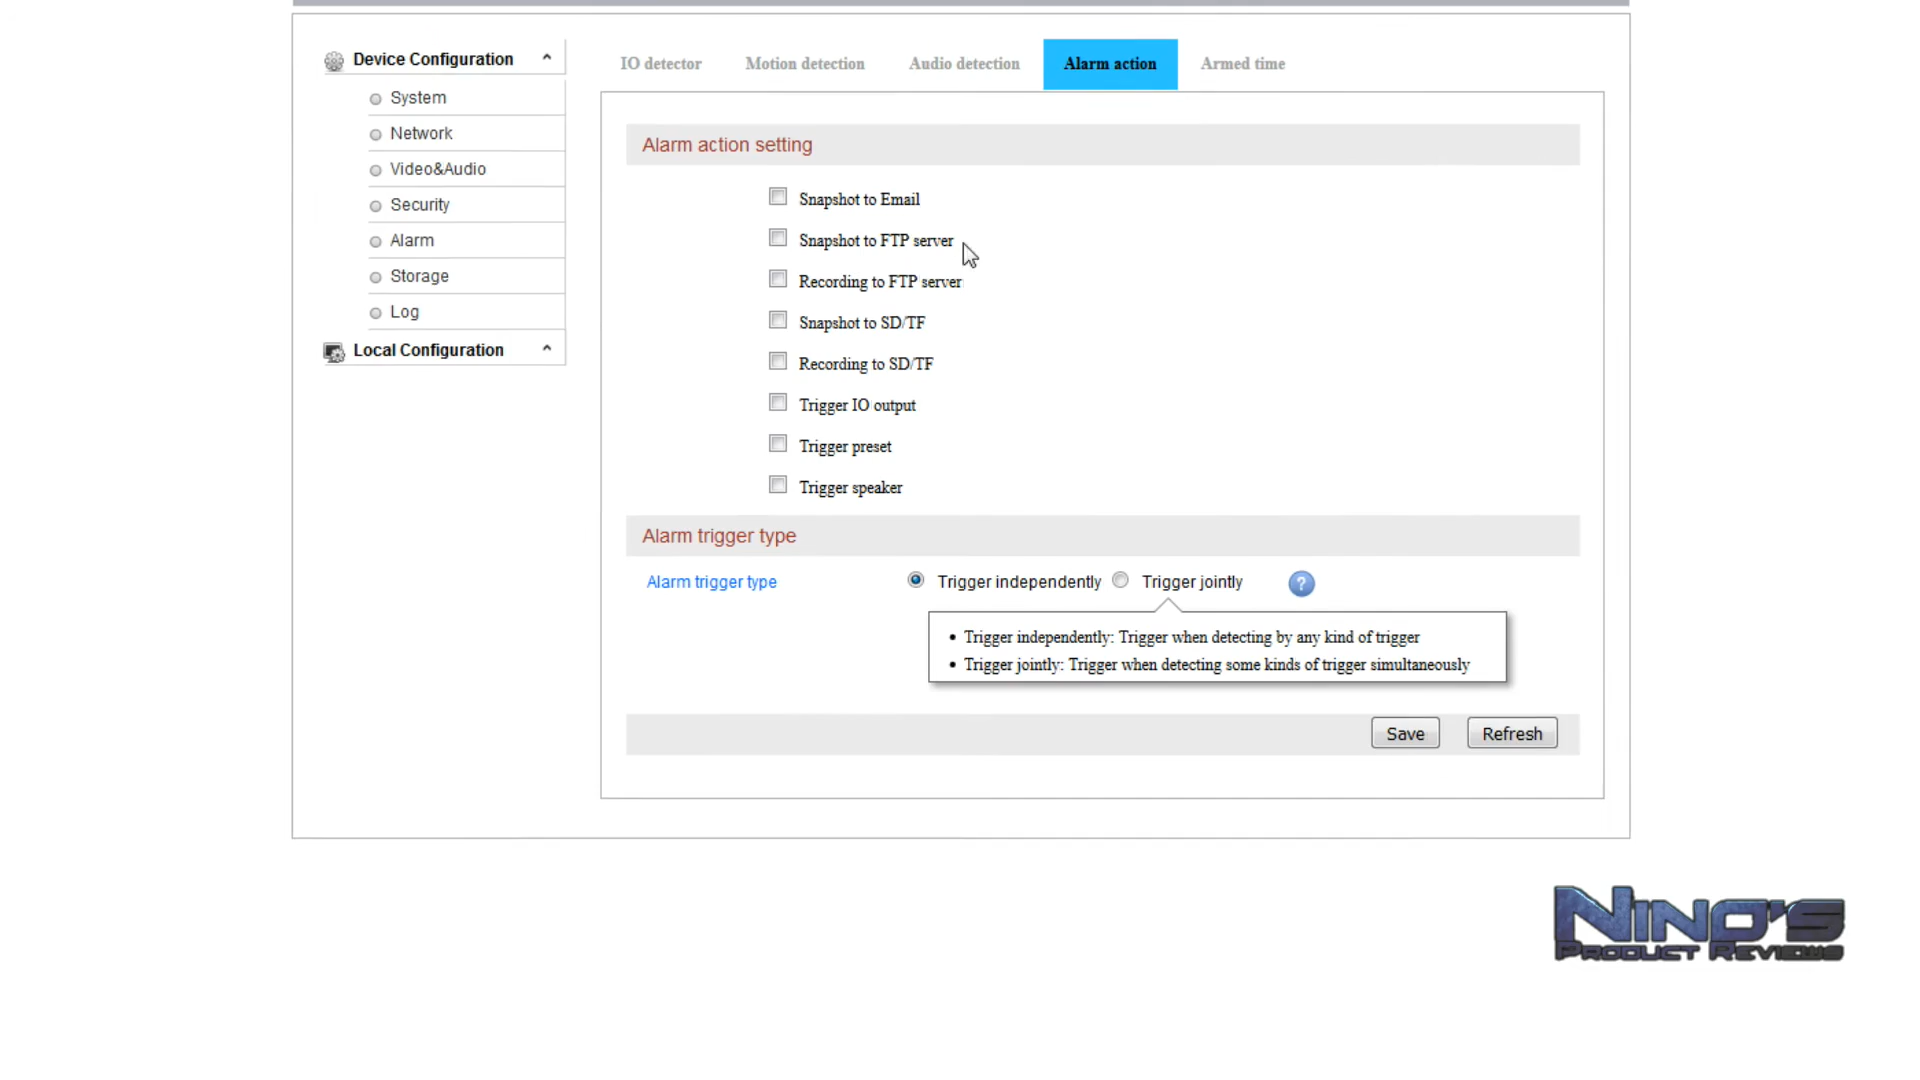 Device Configuration
System
Network
Video&Audio
Security
Alarm
Storage
Log
Local Configuration
IO detector Motion detection Audio detection Alarm action Armed time
Alarm action setting
Snapshot to Email
Snapshot to FTP server
Recording to FTP server
Snapshot to SD/TF
Recording to SD/TF
Trigger IO output
Trigger preset
Trigger speaker
Alarm trigger type
Alarm trigger type Trigger independently Trigger jointly ?
• Trigger independently: Trigger when detecting by any kind of trigger
• Trigger jointly: Trigger when detecting some kinds of trigger simultaneously
Save Refresh
Nino's
Product Reviews